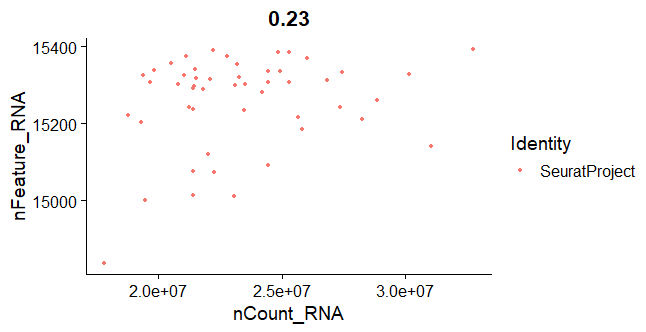 0.23
nFeature_RNA
15400
15200
15000
2.0e+07
2.5e+07
3.0e+07
nCount_RNA
Identity
SeuratProject